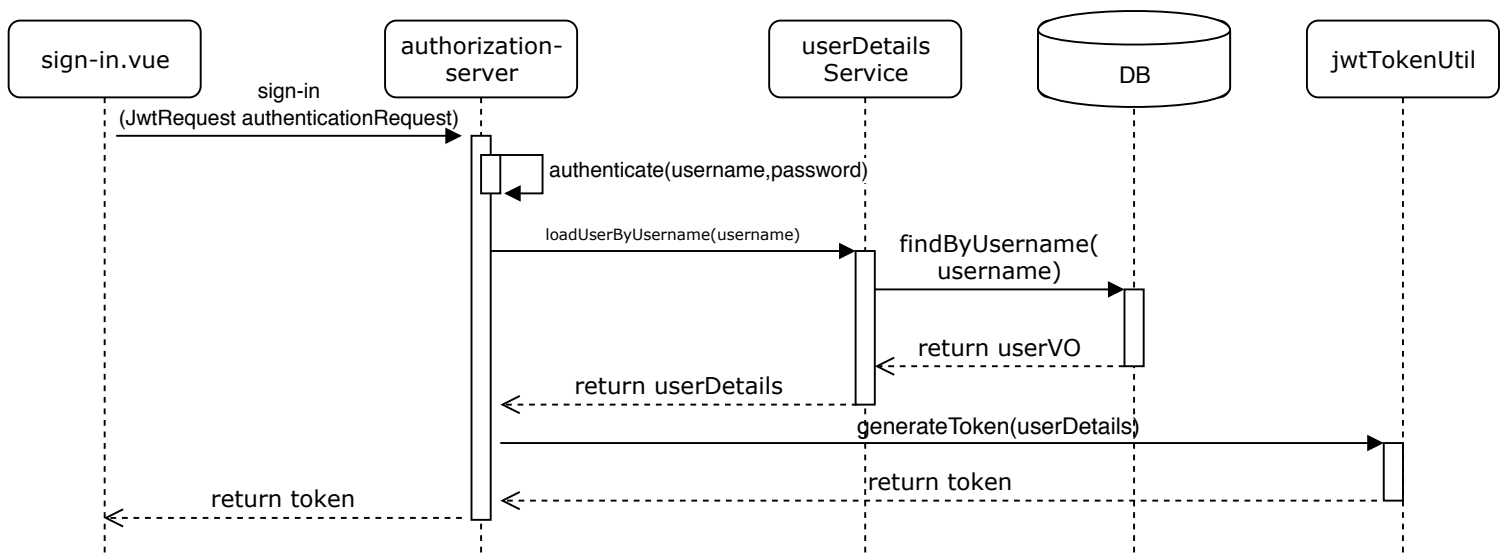 sign-in.vue
authorization-
server
userDetails
Service
DB
jwtTokenUtil
sign-in
(JwtRequest authenticationRequest)
authenticate(username,password)
loadUserByUsername(username)
findByUsername(
username)
return userVO
return userDetails
generateToken(userDetails)
return token
return token